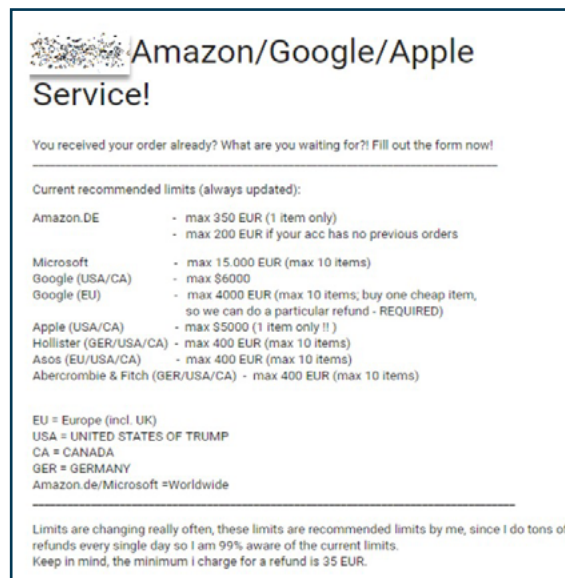 Amazon/Google/Apple
Service!
You received your order already? What are you waiting for?! Fill out the form now!
Current recommended limits (always updated):
Amazon.DE - max 350 EUR (1 item only)
- max 200 EUR if your acc has no previous orders
Microsoft - max 15.000 EUR (max 10 items)
Google (USA/CA) - max $6000
Google (EU) - max 4000 EUR (max 10 items; buy one cheap item,
so we can do a particular refund - REQUIRED)
Apple (USA/CA) - max $5000 (1 item only !! )
Hollister (GER/USA/CA) - max 400 EUR (max 10 items)
Asos (EU/USA/CA) - max 400 EUR (max 10 items)
Abercrombie & Fitch (GER/USA/CA) - max 400 EUR (max 10 items)
EU = Europe (incl. UK)
USA = UNITED STATES OF TRUMP
CA = CANADA
GER = GERMANY
Amazon.de/Microsoft =Worldwide
Limits are changing really often, these limits are recommended limits by me, since I do tons of
refunds every single day so I am 99% aware of the current limits.
Keep in mind, the minimum i charge for a refund is 35 EUR.